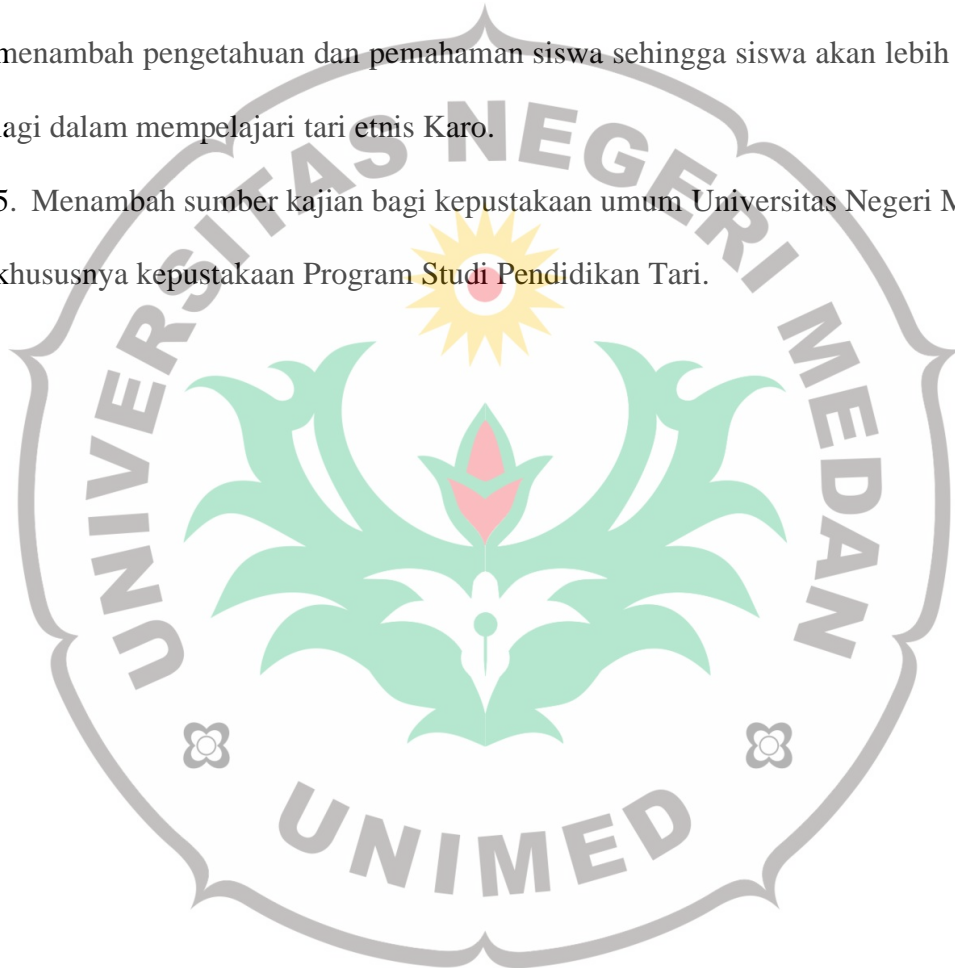 menambah pengetahuan dan pemahaman siswa sehingga siswa akan lebih
lagi dalam mempelajari tari etnis Karo.
5. Menambah sumber kajian bagi kepustakaan umum Universitas Negeri M
khususnya kepustakaan Program Studi Pendidikan Tari.
UNIVERSITAS NEGERI MEDAN
UNIMED